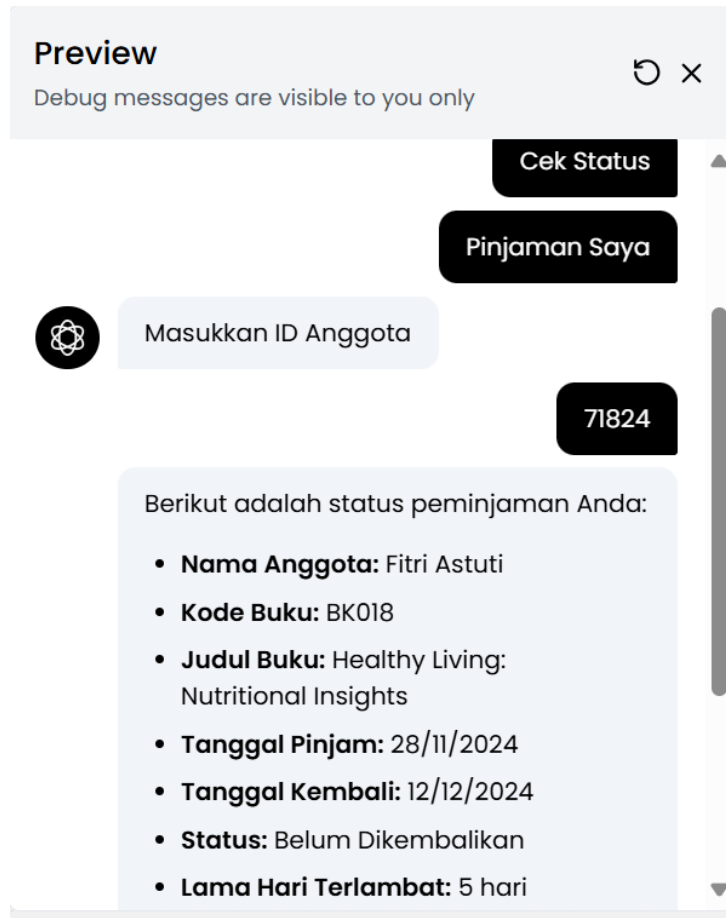 Preview
Debug messages are visible to you only
Cek Status
Pinjaman Saya
Masukkan ID Anggota
71824
Berikut adalah status peminjaman Anda:
• Nama Anggota: Fitri Astuti
• Kode Buku: BK018
• Judul Buku: Healthy Living:
Nutritional Insights
• Tanggal Pinjam: 28/11/2024
• Tanggal Kembali: 12/12/2024
• Status: Belum Dikembalikan
• Lama Hari Terlambat: 5 hari